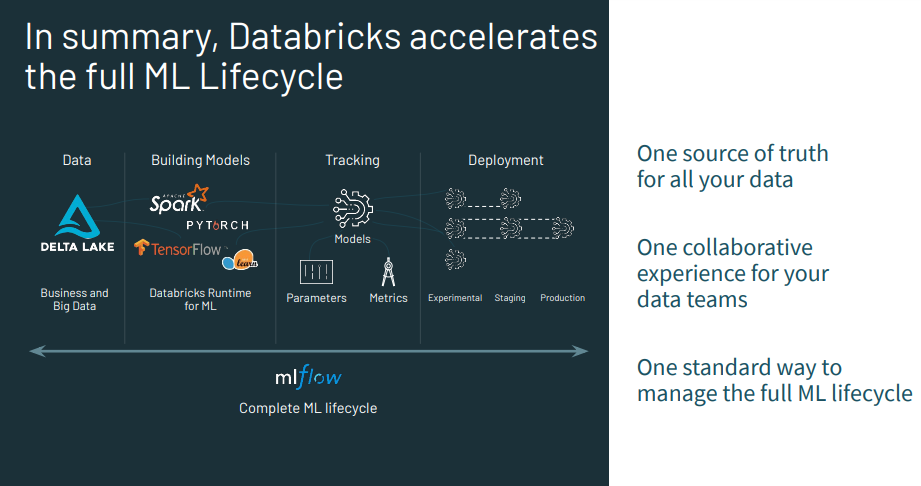 In summary, Databricks accelerates
the full ML Lifecycle
Data
Building Models
Tracking
Deployment
APACHE
Spark
PYTORCH
DELTA LAKE
TensorFlow
learn
Models
Business and
Big Data
Databricks Runtime
for ML
Parameters
Metrics
Experimental
Staging
Production
mlflow
Complete ML lifecycle
One source of truth
for all your data
One collaborative
experience for your
data teams
One standard way to
manage the full ML lifecycle